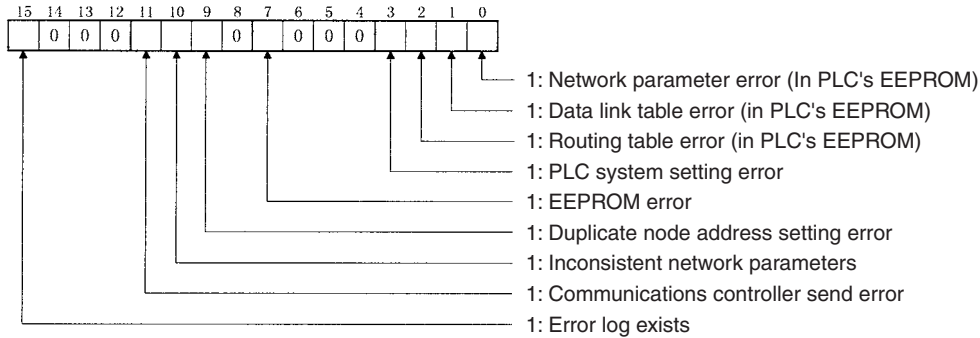 15 14 13 12 11 10 9 8 7 6 5 4 3 2 1 0
0 0 0 0 0 0 0
1: Network parameter error (In PLC's EEPROM)
1: Data link table error (in PLC's EEPROM)
1: Routing table error (in PLC's EEPROM)
1: PLC system setting error
1: EEPROM error
1: Duplicate node address setting error
1: Inconsistent network parameters
1: Communications controller send error
1: Error log exists